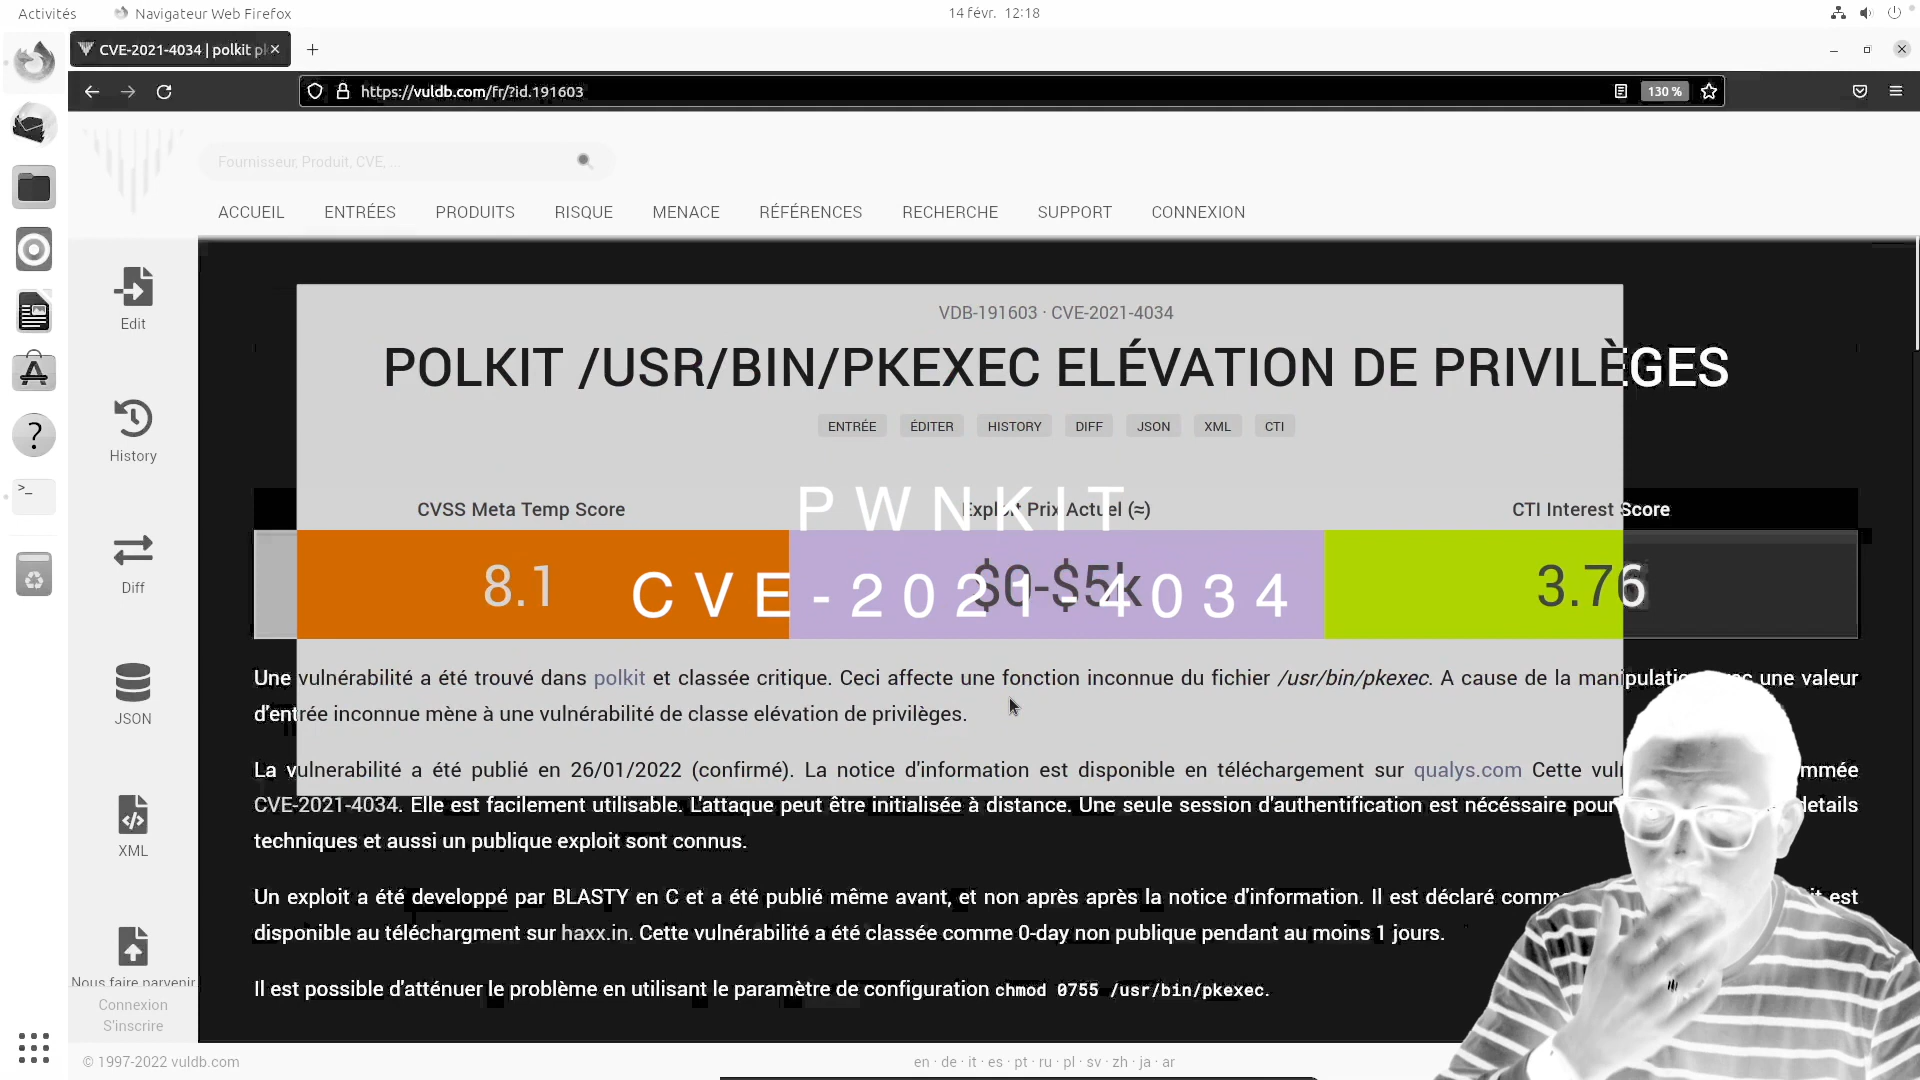 Activités
Navigateur Web Firefox
14 févr. 12:18
CVE-2021-4034 | polkit
https://vuldb.com/fr/?id.191603
130 %
Fournisseur, Produit, CVE, ...
ACCUEIL ENTRÉES PRODUITS RISQUE MENACE RÉFÉRENCES RECHERCHE SUPPORT CONNEXION
Edit
History
Diff
JSON
XML
Nous faire parvenir
Connexion
S'inscrire
VDB-191603 · CVE-2021-4034
POLKIT /USR/BIN/PKEXEC ELÉVATION DE PRIVILÈGES
ENTRÉE ÉDITER HISTORY DIFF JSON XML CTI
PWNKIT
CVSS Meta Temp Score
Exploit Prix Actuel (≈)
CTI Interest Score
8.1
$0-$5k
3.76
CVE-2021-4034
Une vulnérabilité a été trouvé dans polkit et classée critique. Ceci affecte une fonction inconnue du fichier /usr/bin/pkexec. A cause de la une valeur
d'entrée inconnue mène à une vulnérabilité de classe elévation de privilèges.
La vulnerabilité a été publié en 26/01/2022 (confirmé). La notice d'information est disponible en téléchargement sur qualys.com Cette
CVE-2021-4034. Elle est facilement utilisable. L'attaque peut être initialisée à distance. Une seule session d'authentification est nécéssaire pour details
techniques et aussi un publique exploit sont connus.
Un exploit a été developpé par BLASTY en C et a été publié même avant, et non après après la notice d'information. Il est déclaré est
disponible au téléchargment sur haxx.in. Cette vulnérabilité a été classée comme 0-day non publique pendant au moins 1 jours.
Il est possible d'atténuer le problème en utilisant le paramètre de configuration chmod 0755 /usr/bin/pkexec.
© 1997-2022 vuldb.com
en · de · it · es · pt · ru · pl · sv · zh · ja · ar